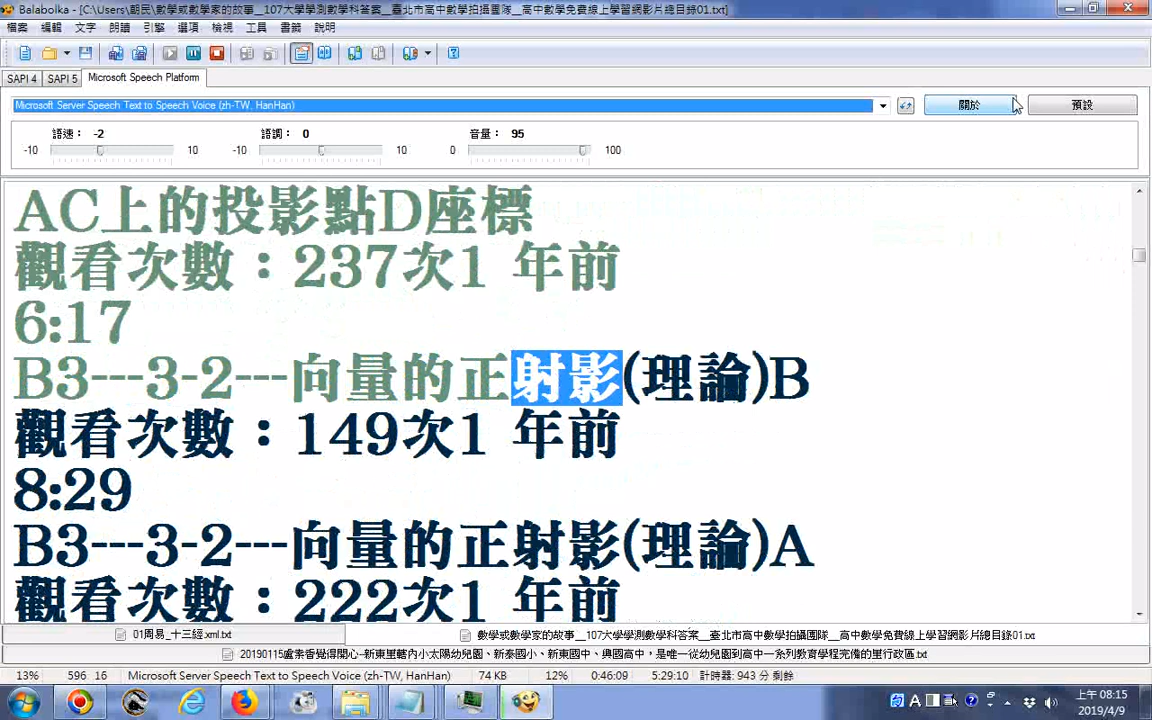 Balabolka - [C:\Users\朝民\數學或數學家的故事__107大學學測數學科答案__臺北市高中數學拍攝團隊__高中數學免費線上學習網影片總目錄01.txt]
檔案 編輯 文字 朗讀 引擎 選項 檢視 工具 書籤 說明
SAPI 4 SAPI 5 Microsoft Speech Platform
Microsoft Server Speech Text to Speech Voice (zh-TW, HanHan) 關於 預設
語速： -2 語調： 0 音量： 95
-10 10 -10 10 0 100
AC上的投影點D座標
觀看次數：237次1 年前
6:17
B3---3-2---向量的正射影(理論)B
觀看次數：149次1 年前
8:29
B3---3-2---向量的正射影(理論)A
觀看次數：222次1 年前
01周易_十三經.xml.txt 數學或數學家的故事__107大學學測數學科答案__臺北市高中數學拍攝團隊__高中數學免費線上學習網影片總目錄01.txt
20190115盧素香覺得開心-新東里轄內小太陽幼兒園、新泰國小、新東國中、興國高中，是唯一從幼兒園到高中一系列教育學程完備的里行政區.txt
13% 596 16 Microsoft Server Speech Text to Speech Voice (zh-TW, HanHan) 74 KB 12% 0:46:09 5:29:10 計時器: 943 分 剩餘
上午 08:15
2019/4/9